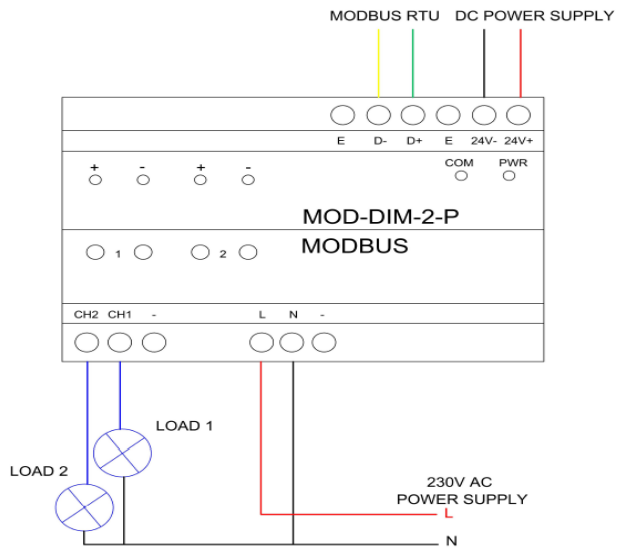 MODBUS RTU DC POWER SUPPLY
E D- D+ E 24V- 24V+
+ - + - COM PWR
MOD-DIM-2-P
1 2 MODBUS
CH2 CH1 - L N -
LOAD 1
LOAD 2
230V AC
POWER SUPPLY
L
N